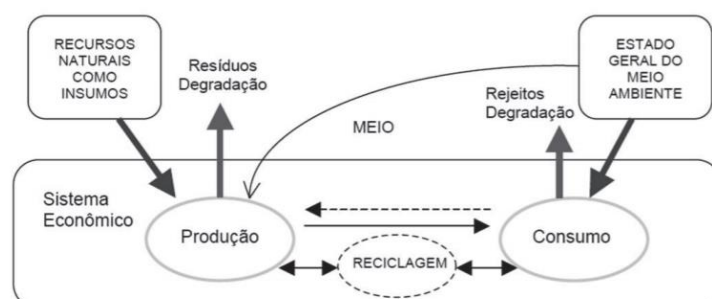 RECURSOS
NATURAIS
COMO
INSUMOS
Resíduos
Degradação
MEIO
Rejeitos
Degradação
ESTADO
GERAL DO
MEIO
AMBIENTE
Sistema
Econômico
Produção
RECICLAGEM
Consumo